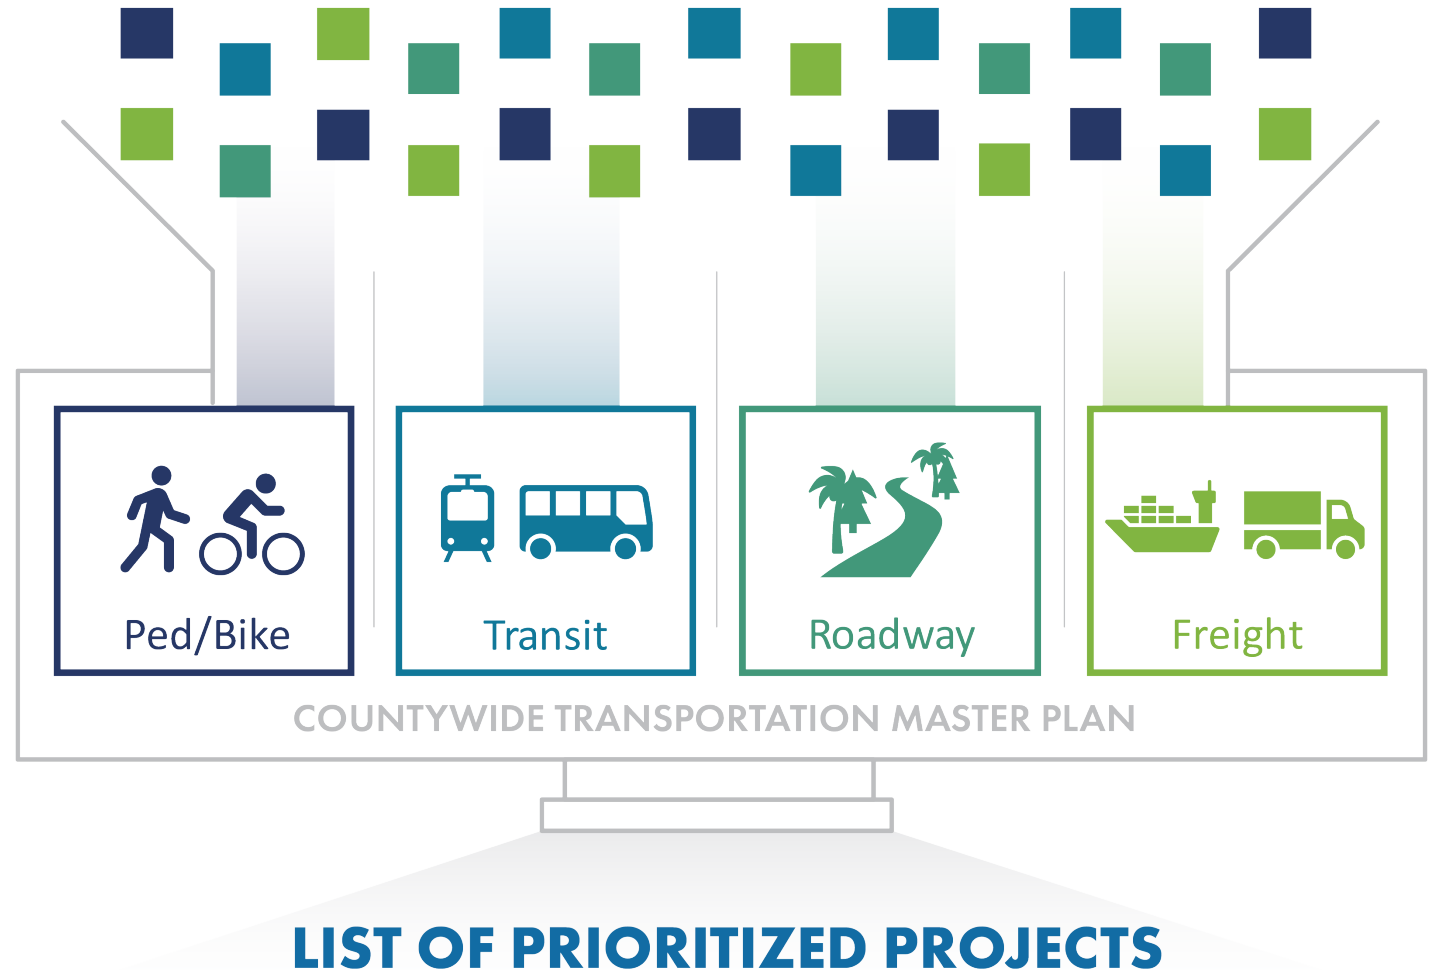 Ped/Bike
Transit
Roadway
Freight
COUNTYWIDE TRANSPORTATION MASTER PLAN
LIST OF PRIORITIZED PROJECTS